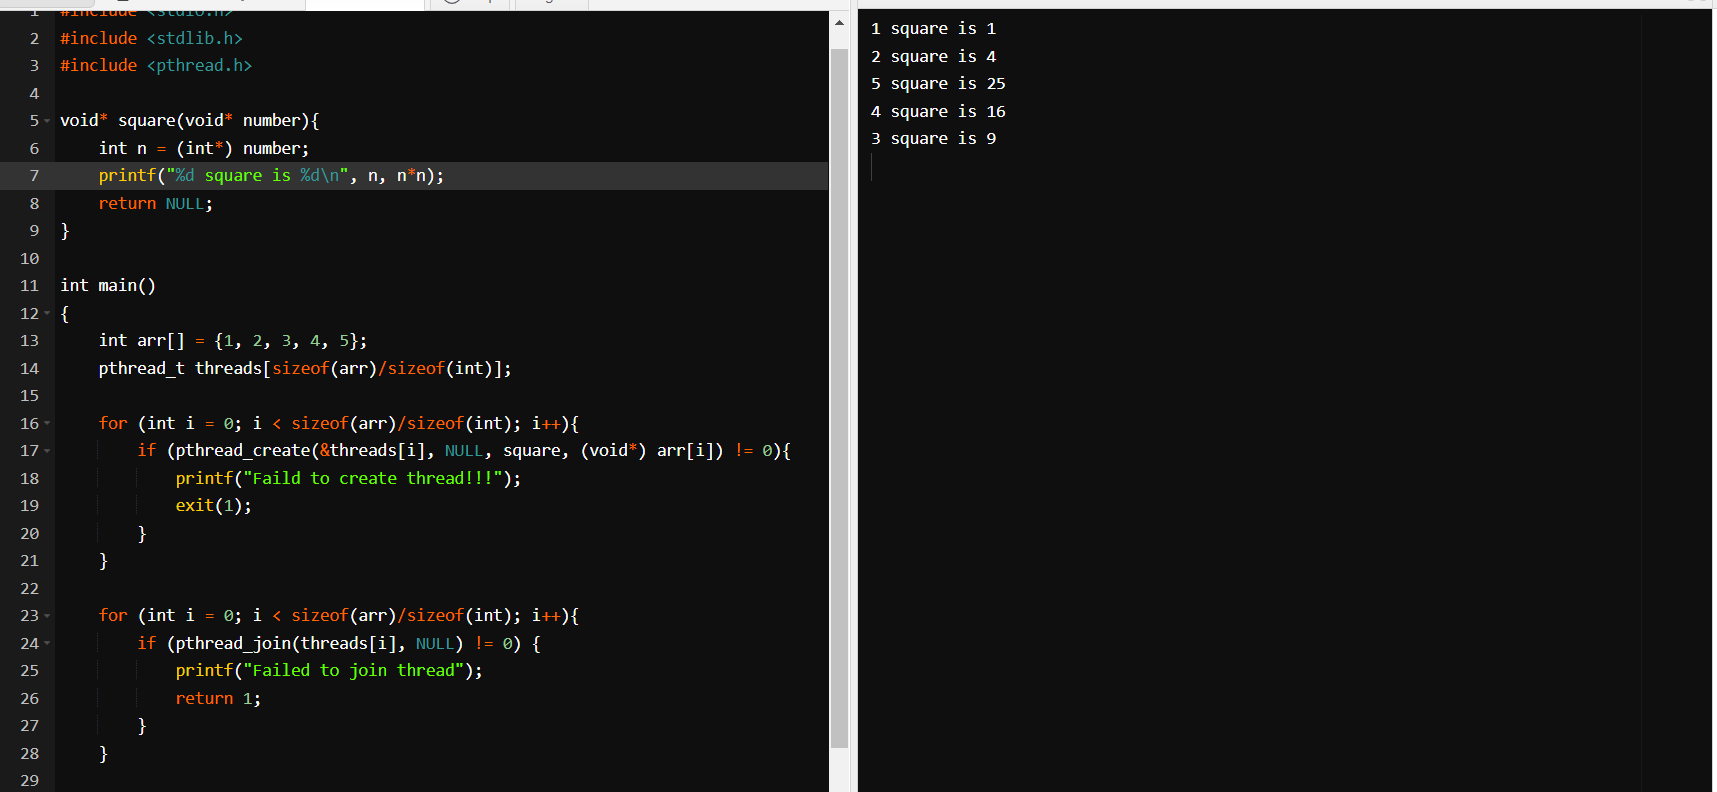 1 #include <stdio.h>
2 #include <stdlib.h>
3 #include <pthread.h>
4
5 void* square(void* number){
6     int n = (int*) number;
7     printf("%d square is %d\n", n, n*n);
8     return NULL;
9 }
10
11 int main()
12 {
13     int arr[] = {1, 2, 3, 4, 5};
14     pthread_t threads[sizeof(arr)/sizeof(int)];
15
16     for (int i = 0; i < sizeof(arr)/sizeof(int); i++){
17         if (pthread_create(&threads[i], NULL, square, (void*) arr[i]) != 0){
18             printf("Faild to create thread!!!");
19             exit(1);
20         }
21     }
22
23     for (int i = 0; i < sizeof(arr)/sizeof(int); i++){
24         if (pthread_join(threads[i], NULL) != 0) {
25             printf("Failed to join thread");
26             return 1;
27         }
28     }
29
1 square is 1
2 square is 4
5 square is 25
4 square is 16
3 square is 9